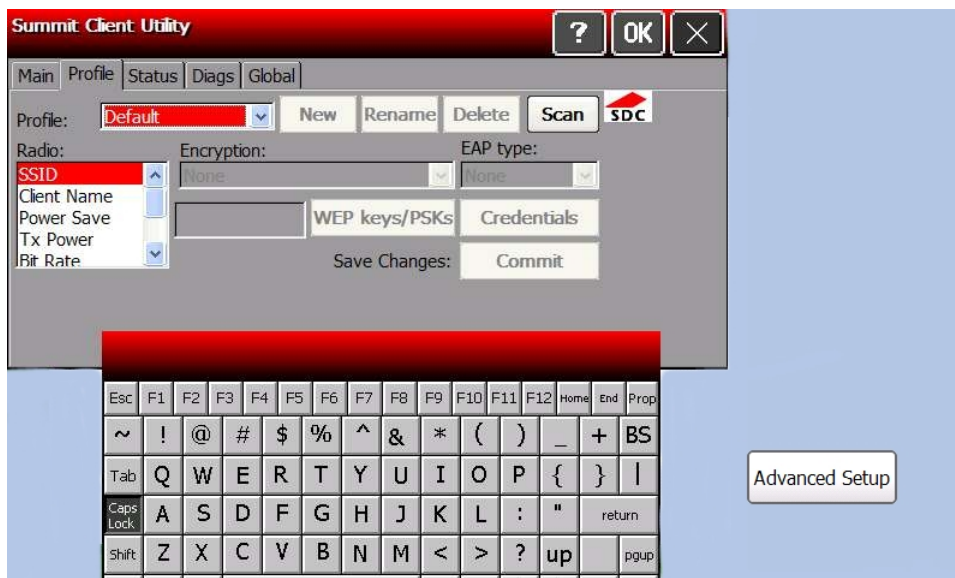 Summit Client Utility ? OK
Main Profile Status Diags Global
Profile: Default New Rename Delete Scan SDC
Radio: Encryption: EAP type:
SSID None None
Client Name
Power Save WEP keys/PSKs Credentials
Tx Power
Bit Rate Save Changes: Commit
Esc F1 F2 F3 F4 F5 F6 F7 F8 F9 F10 F11 F12 Home End Prop
~ ! @ # $ % ^ & * ( ) _ + BS
Tab Q W E R T Y U I O P { } |
Advanced Setup
Caps Lock A S D F G H J K L : " return
Shift Z X C V B N M < > ? up pgup